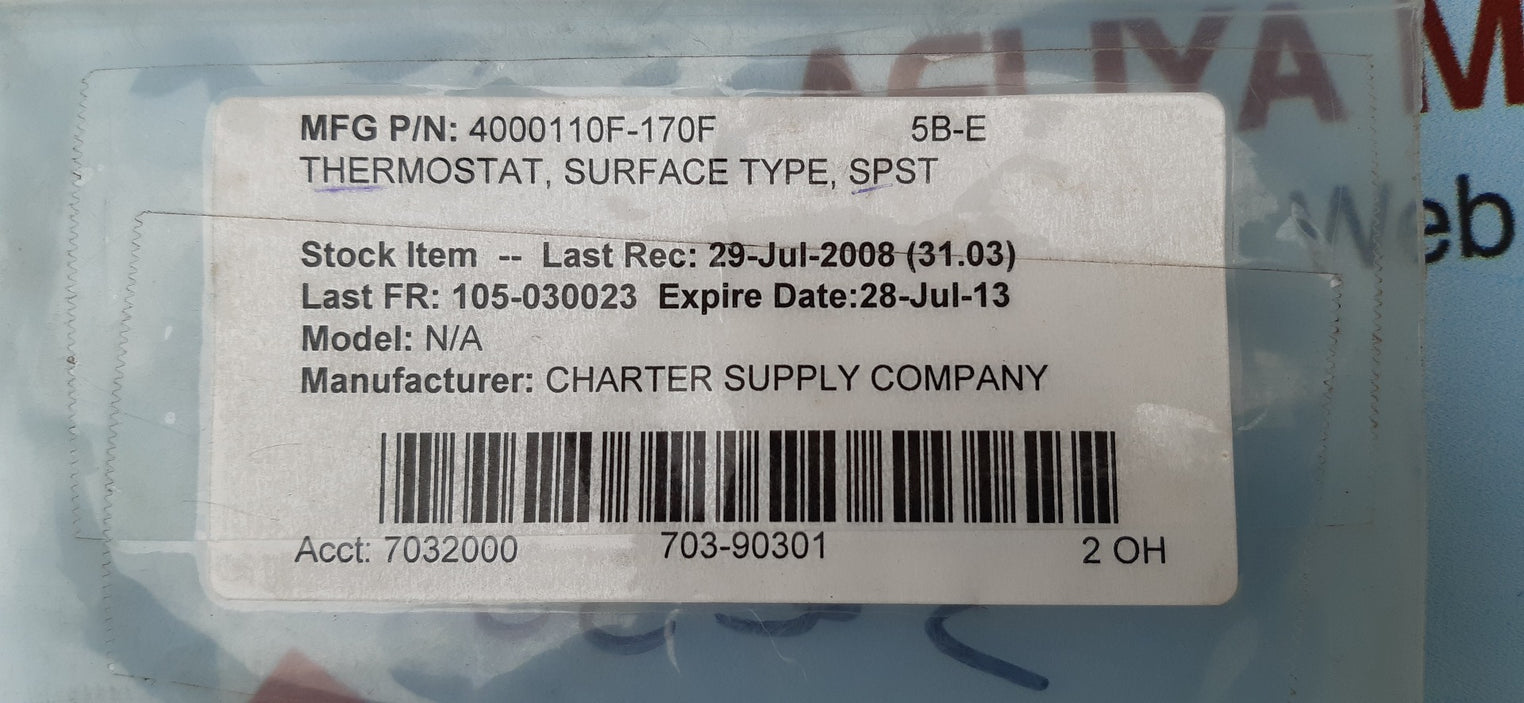 MFG P/N: 4000110F-170F 5B-E
THERMOSTAT, SURFACE TYPE, SPST
Stock Item -- Last Rec: 29-Jul-2008 (31.03)
Last FR: 105-030023 Expire Date:28-Jul-13
Model: N/A
Manufacturer: CHARTER SUPPLY COMPANY
Acct: 7032000 703-90301 2 OH
Web